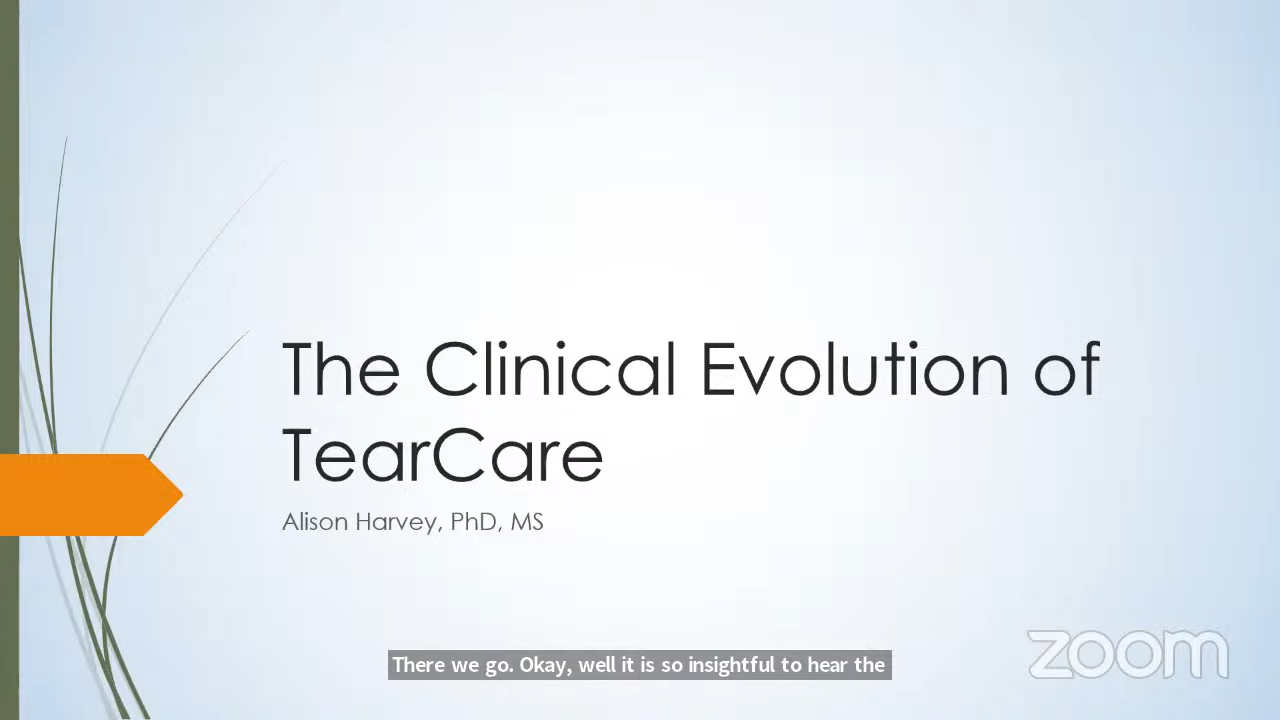 The Clinical Evolution of
TearCare
Alison Harvey, PhD, MS
There we go. Okay, well it is so insightful to hear the
zoom